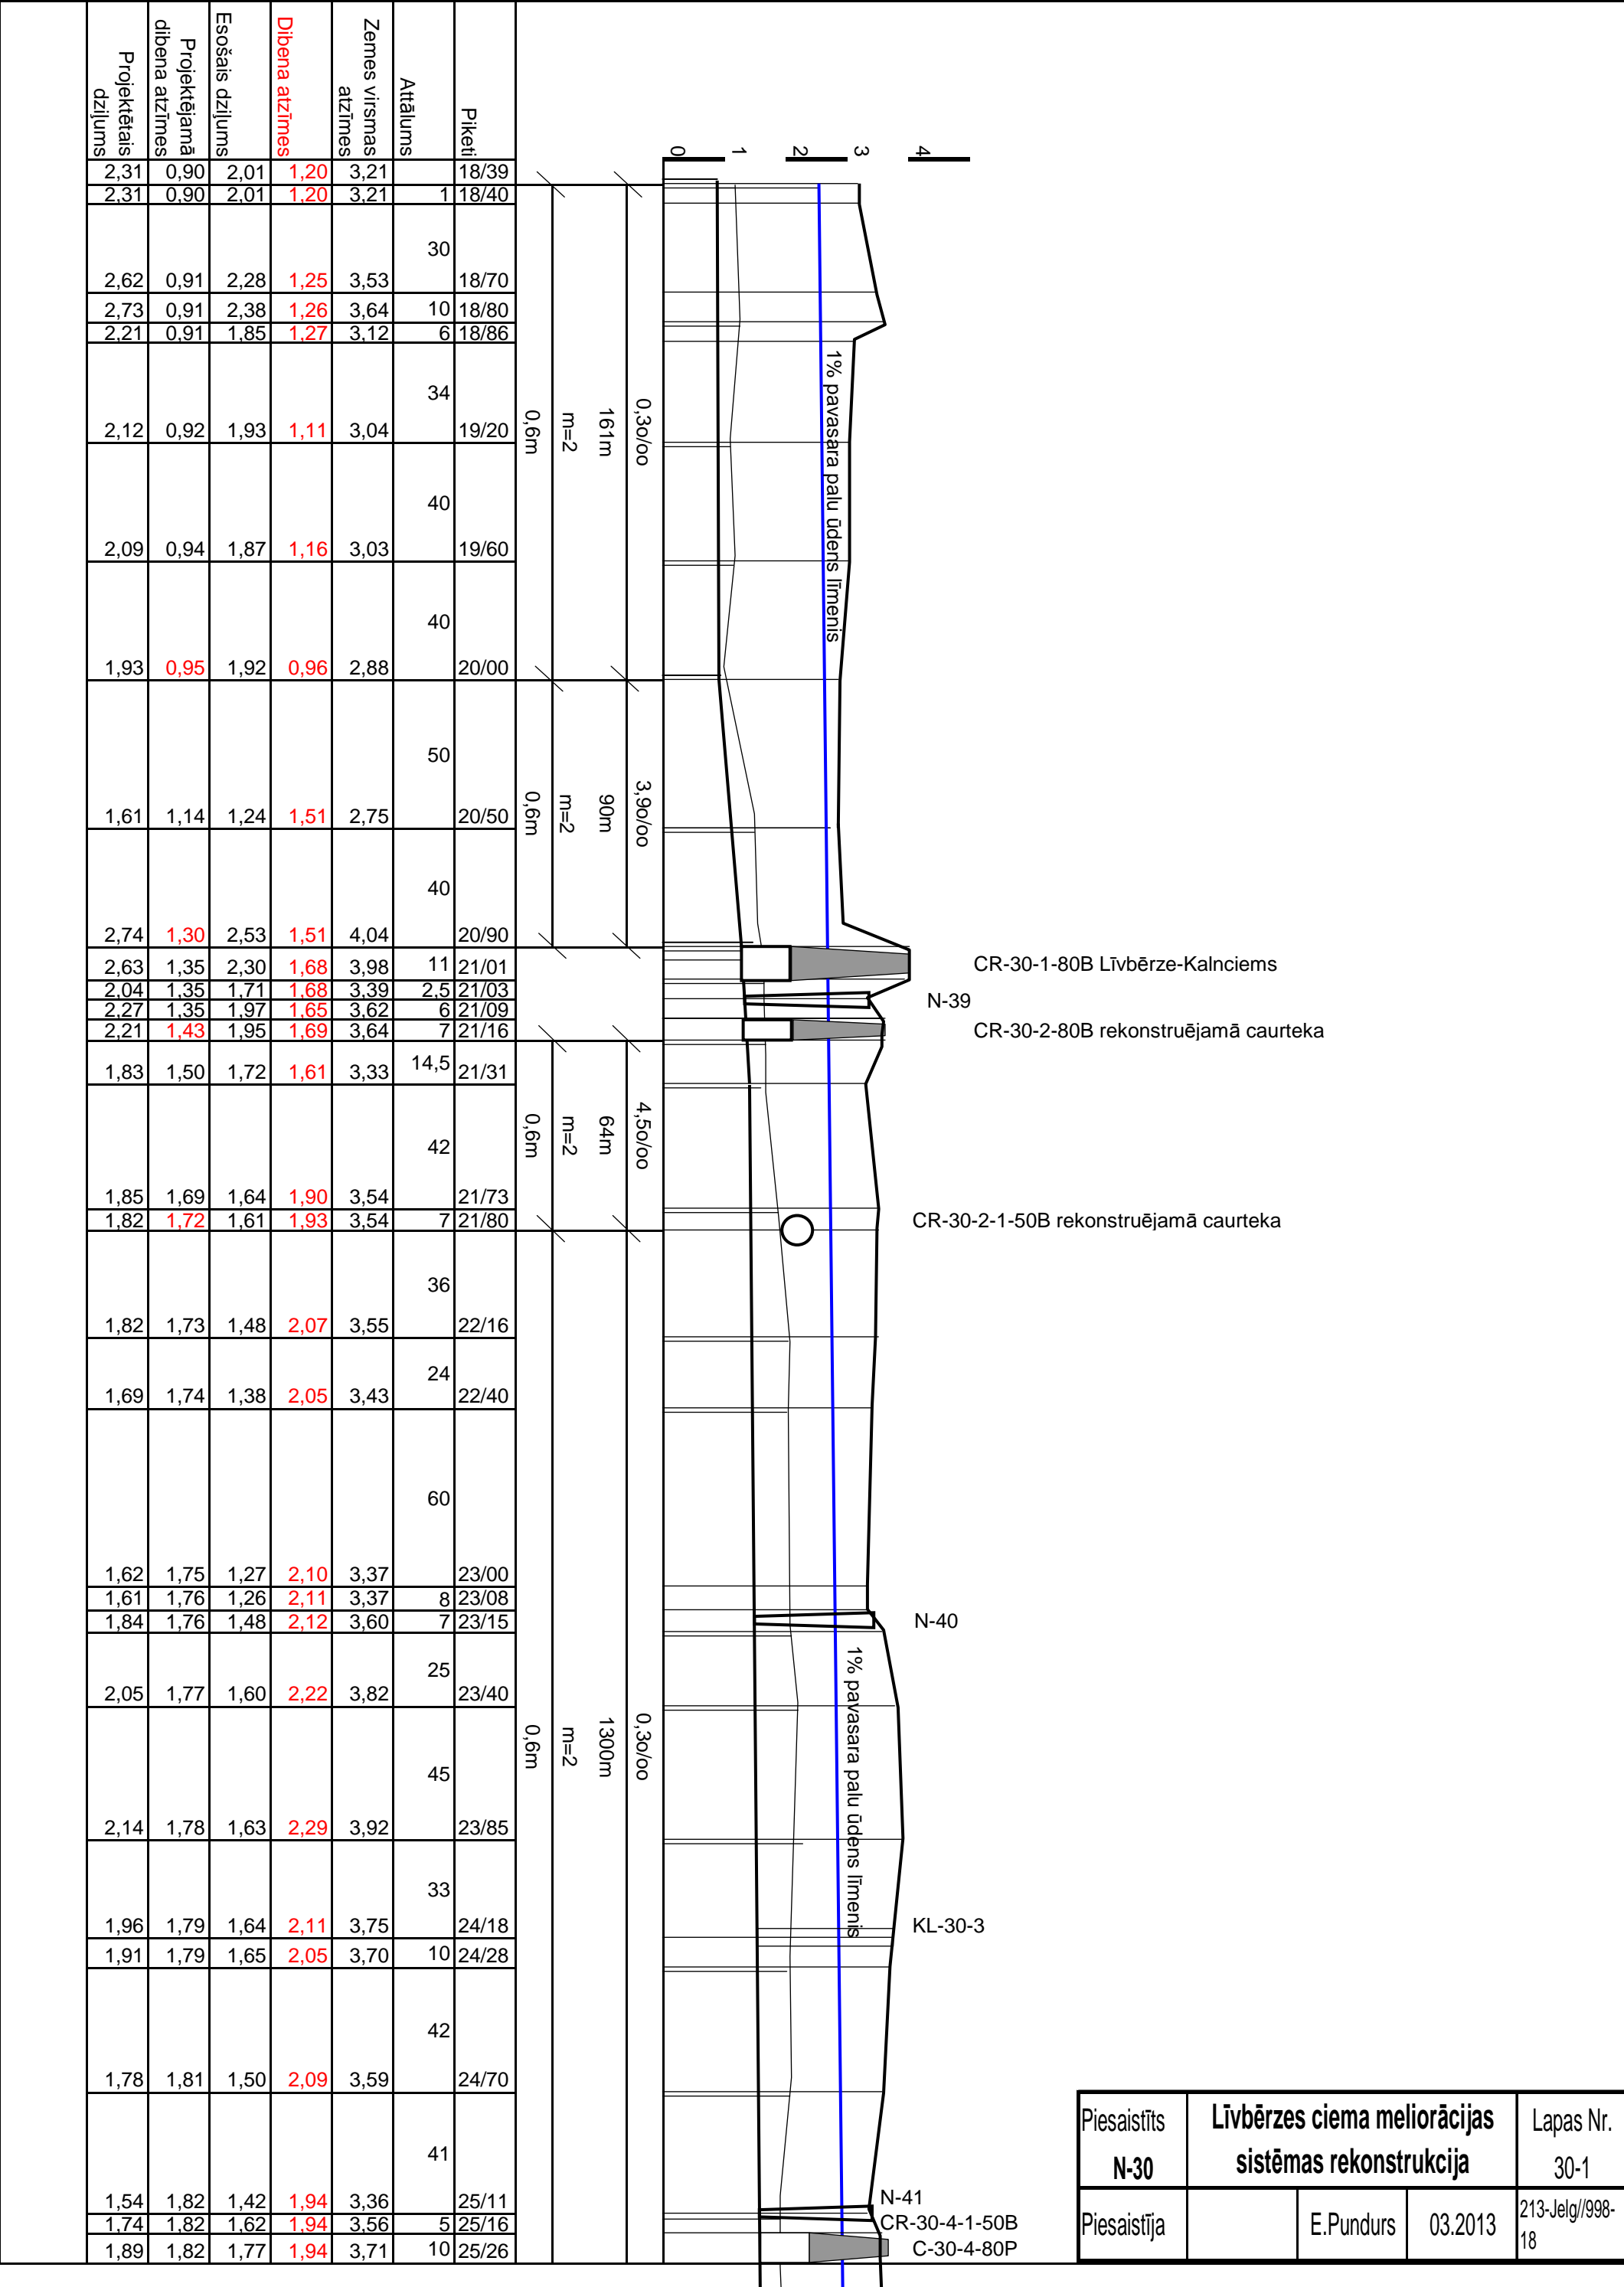 Projektētais dziļums | Projektējamā dibena atzīmes | Esošais dzijums | Dibena atzīmes | Zemes virsmas atzīmes | Attālums | Piketi
2,31 0,90 2,01 1,20 3,21 18/39
2,31 0,90 2,01 1,20 3,21 1 18/40
30
2,62 0,91 2,28 1,25 3,53 18/70
2,73 0,91 2,38 1,26 3,64 10 18/80
2,21 0,91 1,85 1,27 3,12 6 18/86
34
2,12 0,92 1,93 1,11 3,04 19/20
40
2,09 0,94 1,87 1,16 3,03 19/60
40
1,93 0,95 1,92 0,96 2,88 20/00
50
1,61 1,14 1,24 1,51 2,75 20/50
40
2,74 1,30 2,53 1,51 4,04 20/90
2,63 1,35 2,30 1,68 3,98 11 21/01
2,04 1,35 1,71 1,68 3,39 2,5 21/03
2,27 1,35 1,97 1,65 3,62 6 21/09
2,21 1,43 1,95 1,69 3,64 7 21/16
1,83 1,50 1,72 1,61 3,33 14,5 21/31
42
1,85 1,69 1,64 1,90 3,54 21/73
1,82 1,72 1,61 1,93 3,54 7 21/80
36
1,82 1,73 1,48 2,07 3,55 22/16
24
1,69 1,74 1,38 2,05 3,43 22/40
60
1,62 1,75 1,27 2,10 3,37 23/00
1,61 1,76 1,26 2,11 3,37 8 23/08
1,84 1,76 1,48 2,12 3,60 7 23/15
25
2,05 1,77 1,60 2,22 3,82 23/40
45
2,14 1,78 1,63 2,29 3,92 23/85
33
1,96 1,79 1,64 2,11 3,75 24/18
1,91 1,79 1,65 2,05 3,70 10 24/28
42
1,78 1,81 1,50 2,09 3,59 24/70
41
1,54 1,82 1,42 1,94 3,36 25/11
1,74 1,82 1,62 1,94 3,56 5 25/16
1,89 1,82 1,77 1,94 3,71 10 25/26
0,6m m=2 161m 0,3o/oo
0,6m m=2 90m 3,9o/oo
0,6m m=2 64m 4,5o/oo
0,6m m=2 1300m 0,3o/oo
0 1 2 3 4
1% pavasara palu ūdens līmenis
CR-30-1-80B Līvbērze-Kalnciems
N-39
CR-30-2-80B rekonstruējamā caurteka
CR-30-2-1-50B rekonstruējamā caurteka
N-40
1% pavasara palu ūdens līmenis
KL-30-3
N-41
CR-30-4-1-50B
C-30-4-80P
Piesaistīts
N-30
Līvbērzes ciema meliorācijas
sistēmas rekonstrukcija
Lapas Nr.
30-1
Piesaistīja
E.Pundurs
03.2013
213-Jelg//998-
18